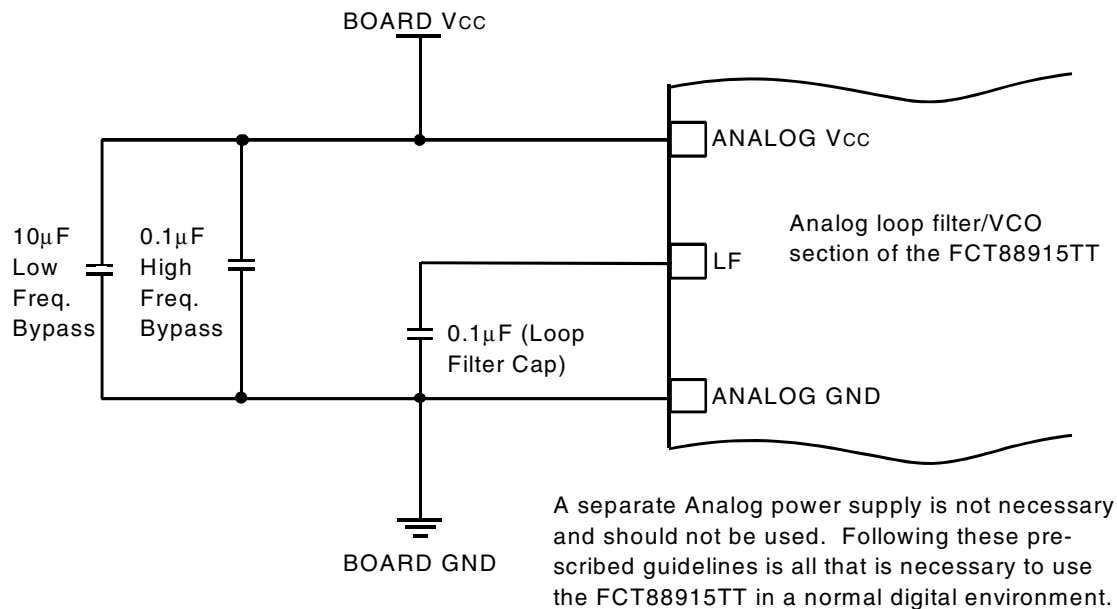 BOARD VCC
ANALOG VCC
10μF
Low
Freq.
Bypass
0.1μF
High
Freq.
Bypass
Analog loop filter/VCO
section of the FCT88915TT
LF
0.1μF (Loop
Filter Cap)
ANALOG GND
BOARD GND
A separate Analog power supply is not necessary
and should not be used.  Following these pre-
scribed guidelines is all that is necessary to use
the FCT88915TT in a normal digital environment.